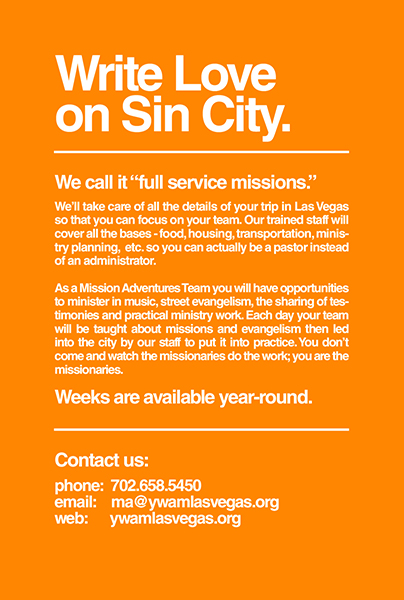 Write Love
on Sin City.
We call it “full service missions.”
We’ll take care of all the details of your trip in Las Vegas
so that you can focus on your team. Our trained staff will
cover all the bases - food, housing, transportation, minis-
try planning,  etc. so you can actually be a pastor instead
of an administrator.
As a Mission Adventures Team you will have opportunities
to minister in music, street evangelism, the sharing of tes-
timonies and practical ministry work. Each day your team
will be taught about missions and evangelism then led
into the city by our staff to put it into practice. You don’t
come and watch the missionaries do the work; you are the
missionaries.
Weeks are available year-round.
Contact us:
phone: 702.658.5450
email: ma@ywamlasvegas.org
web: ywamlasvegas.org